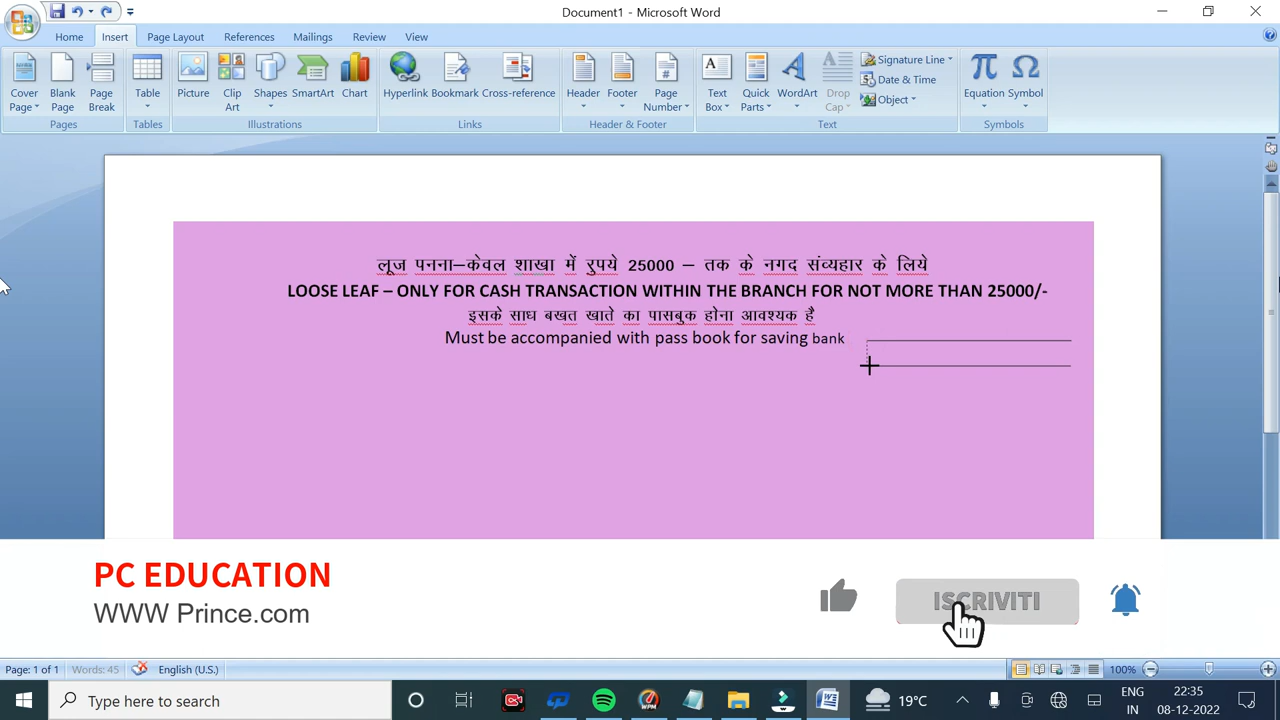 Document1 - Microsoft Word
Home Insert Page Layout References Mailings Review View
Cover Page Blank Page Page Break Table Picture Clip Art Shapes SmartArt Chart Hyperlink Bookmark Cross-reference Header Footer Page Number Text Box Quick Parts WordArt Drop Cap Signature Line Date & Time Object Equation Symbol
Pages Tables Illustrations Links Header & Footer Text Symbols
लूज पनना–केवल शाखा में रुपये 25000 – तक के नगद संव्यहार के लिये
LOOSE LEAF – ONLY FOR CASH TRANSACTION WITHIN THE BRANCH FOR NOT MORE THAN 25000/-
इसके साध बखत खाते का पासबुक होना आवश्यक है
Must be accompanied with pass book for saving bank
PC EDUCATION
WWW Prince.com
ISCRIVITI
Page: 1 of 1 Words: 45 English (U.S.) 100%
Type here to search WPM 19°C ENG IN 22:35 08-12-2022